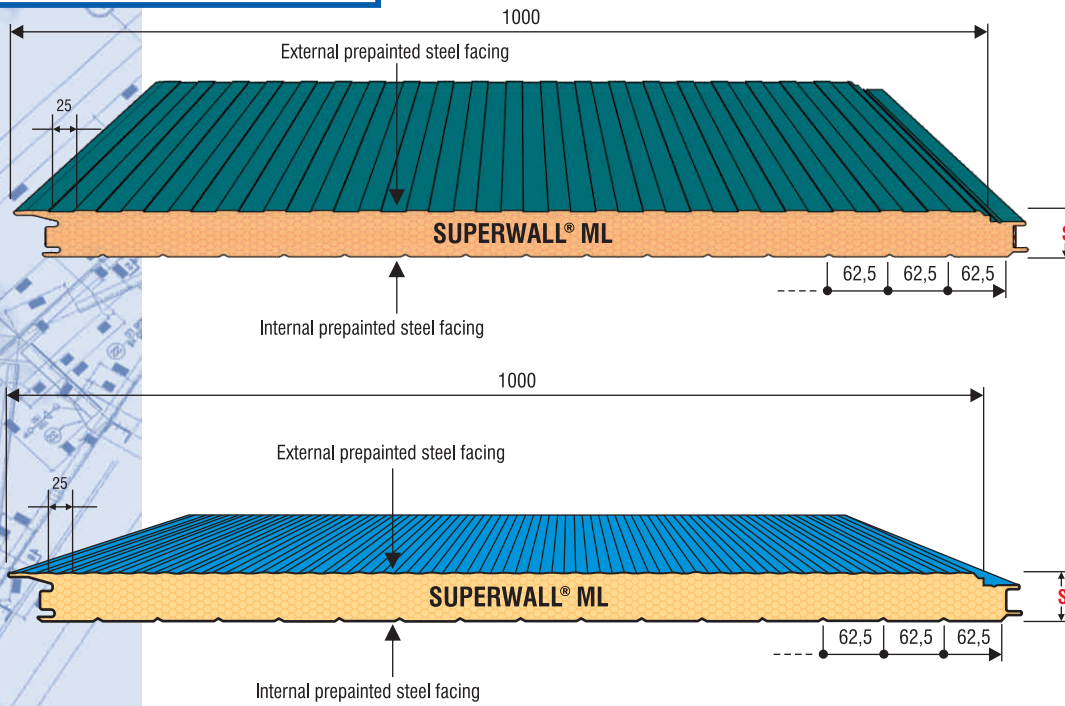 1000
External prepainted steel facing
25
SUPERWALL® ML
S
62,5 62,5 62,5
Internal prepainted steel facing
1000
External prepainted steel facing
25
SUPERWALL® ML
S
62,5 62,5 62,5
Internal prepainted steel facing